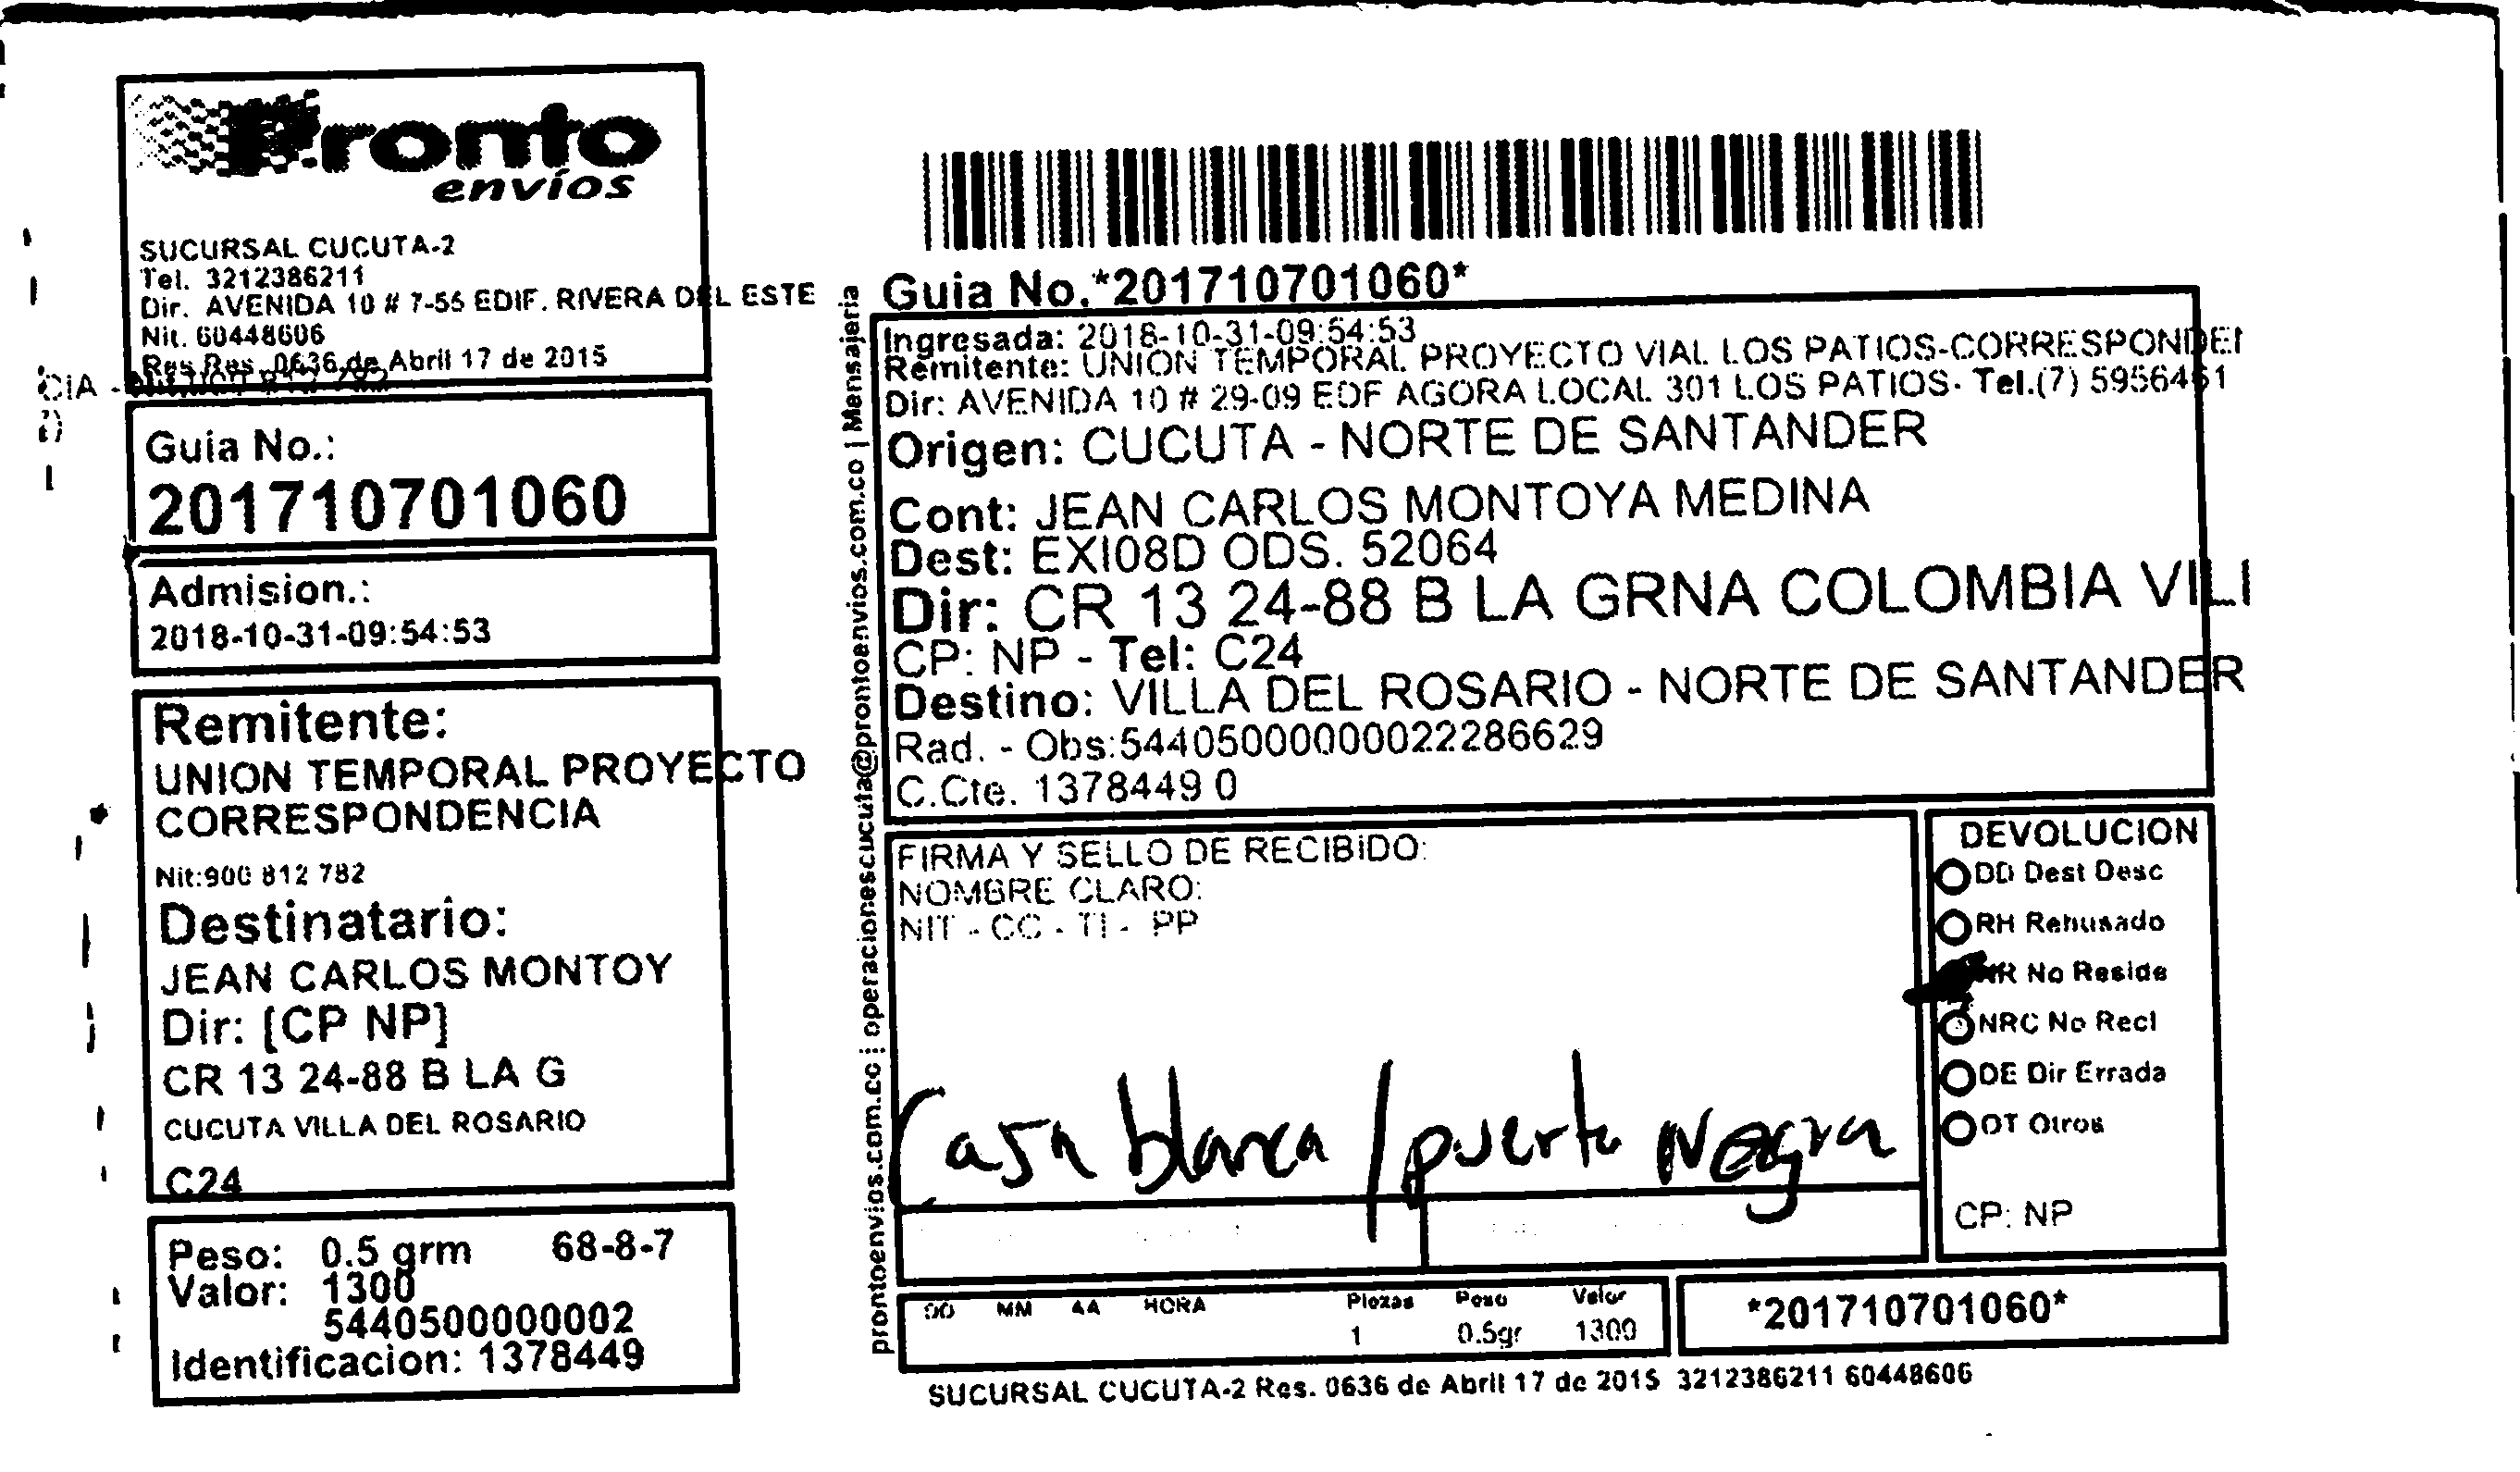 Pronto
envíos
SUCURSAL CUCUTA-2
Tel. 3212386211
Dir. AVENIDA 10 # 7-55 EDIF. RIVERA DEL ESTE
Nit. 60448606
Res Res 0636 de Abril 17 de 2015
CIA -
Guia No.:
201710701060
Admision.:
2018-10-31-09:54:53
Remitente:
UNION TEMPORAL PROYECTO
CORRESPONDENCIA
Nit:900 812 782
Destinatario:
JEAN CARLOS MONTOY
Dir: [CP NP]
CR 13 24-88 B LA G
CUCUTA VILLA DEL ROSARIO
C24
Peso: 0.5 grm 68-8-7
Valor: 1300
5440500000002
Identificacion: 1378449
prontoenvios.com.co | operacionescucuta@prontoenvios.com.co | Mensajeria
Guia No.*201710701060*
Ingresada: 2018-10-31-09:54:53
Remitente: UNION TEMPORAL PROYECTO VIAL LOS PATIOS-CORRESPONDEN
Dir: AVENIDA 10 # 29-09 EDF AGORA LOCAL 301 LOS PATIOS- Tel.(7) 5956451
Origen: CUCUTA - NORTE DE SANTANDER
Cont: JEAN CARLOS MONTOYA MEDINA
Dest: EXI08D ODS. 52064
Dir: CR 13 24-88 B LA GRNA COLOMBIA VILI
CP: NP - Tel: C24
Destino: VILLA DEL ROSARIO - NORTE DE SANTANDER
Rad. - Obs:544050000000022286629
C.Cte. 1378449 0
FIRMA Y SELLO DE RECIBIDO:
NOMBRE CLARO:
NIT - CC - TI - PP
Casa blanca / puerta Negra
DEVOLUCION
DD Dest Desc
RH Rehusado
NR No Reside
NRC No Recl
DE Dir Errada
OT Otros
CP: NP
DD MM AA HORA Piezas Peso Valor
1 0.5gr 1300
*201710701060*
SUCURSAL CUCUTA-2 Res. 0636 de Abril 17 de 2015 3212386211 60448606